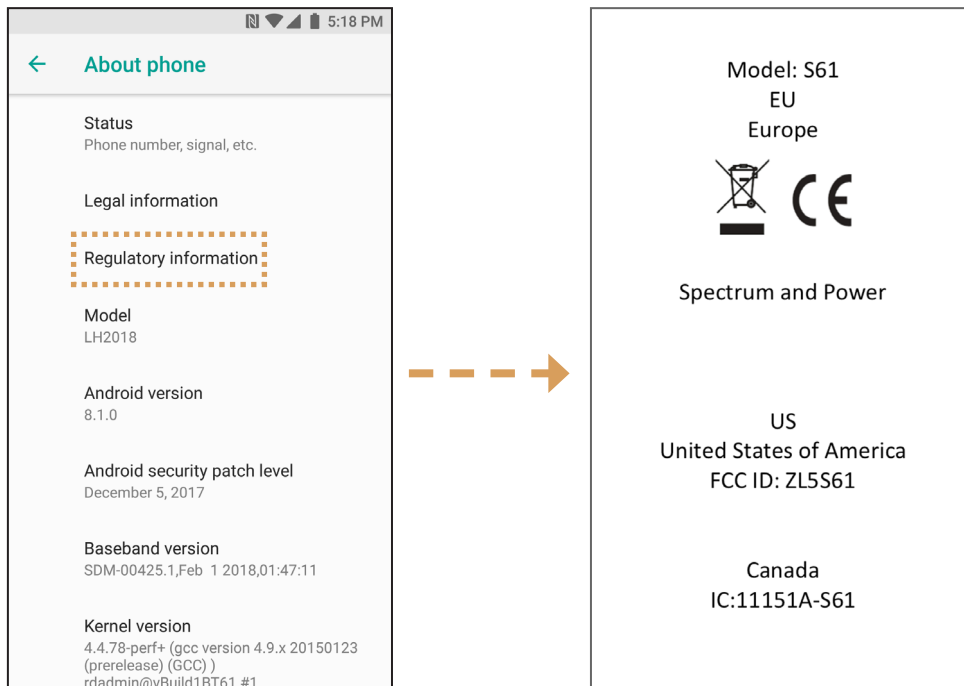 5:18 PM
About phone
Status
Phone number, signal, etc.
Legal information
Regulatory information
Model
LH2018
Android version
8.1.0
Android security patch level
December 5, 2017
Baseband version
SDM-00425.1,Feb  1 2018,01:47:11
Kernel version
4.4.78-perf+ (gcc version 4.9.x 20150123
(prerelease) (GCC) )
rdadmin@vBuild1BT61 #1
Model: S61
EU
Europe
CE
Spectrum and Power
US
United States of America
FCC ID: ZL5S61
Canada
IC:11151A-S61